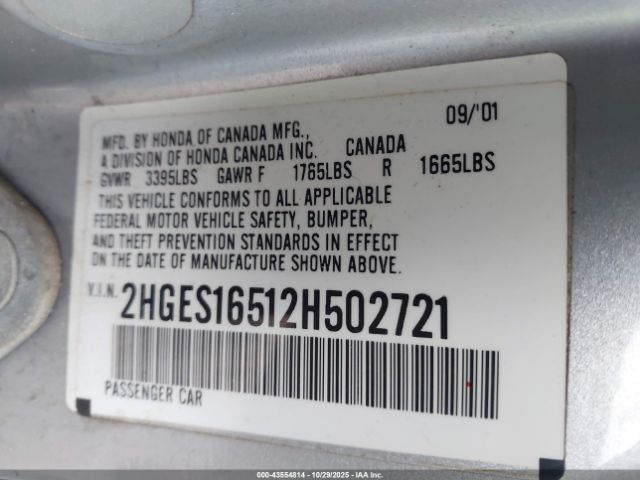 09/'01
MFD. BY HONDA OF CANADA MFG.,
A DIVISION OF HONDA CANADA INC. CANADA
GVWR 3395LBS GAWR F 1765LBS R 1665LBS
THIS VEHICLE CONFORMS TO ALL APPLICABLE
FEDERAL MOTOR VEHICLE SAFETY, BUMPER,
AND THEFT PREVENTION STANDARDS IN EFFECT
ON THE DATE OF MANUFACTURE SHOWN ABOVE.
V.I.N. 2HGES16512H502721
PASSENGER CAR
000-43554814 - 10/29/2025 - IAAI.com